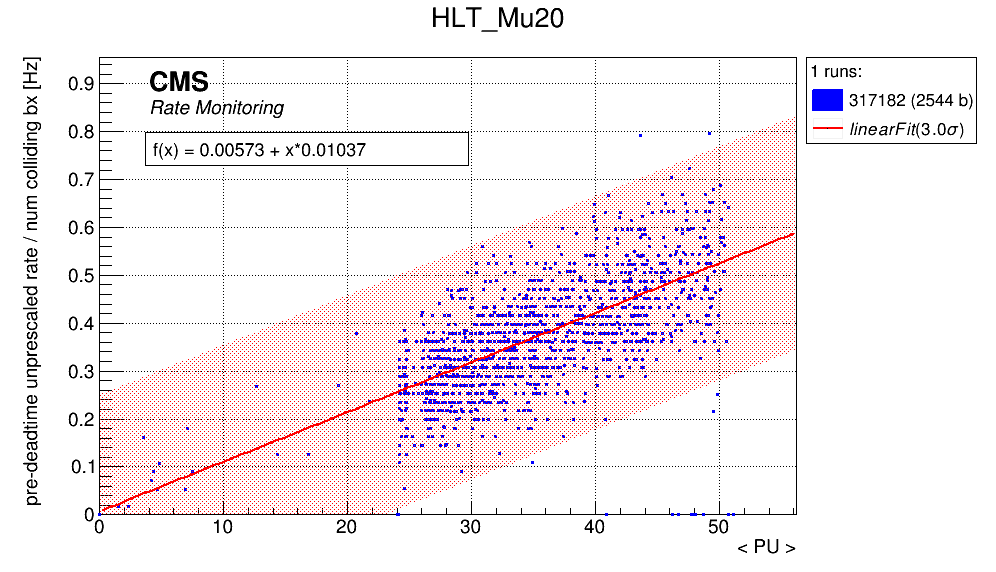 HLT_Mu20
pre-deadtime unprescaled rate / num colliding bx [Hz]
CMS
Rate Monitoring
f(x) = 0.00573 + x*0.01037
1 runs:
317182 (2544 b)
linearFit(3.0σ)
0.9
0.8
0.7
0.6
0.5
0.4
0.3
0.2
0.1
0
0 10 20 30 40 50
< PU >